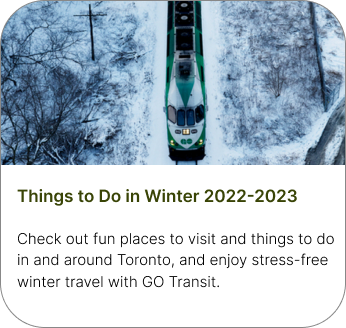 GO
Things to Do in Winter 2022-2023
Check out fun places to visit and things to do
in and around Toronto, and enjoy stress-free
winter travel with GO Transit.